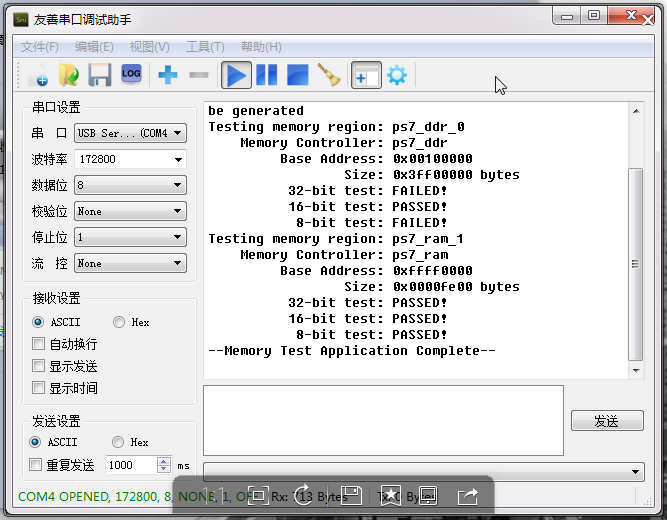 友善串口调试助手
文件(F) 编辑(E) 视图(V) 工具(T) 帮助(H)
LOG
串口设置
串 口 USB Ser...(COM4
波特率 172800
数据位 8
校验位 None
停止位 1
流 控 None
接收设置
ASCII Hex
自动换行
显示发送
显示时间
发送设置
ASCII Hex
重复发送 1000 ms
be generated
Testing memory region: ps7_ddr_0
Memory Controller: ps7_ddr
Base Address: 0x00100000
Size: 0x3ff00000 bytes
32-bit test: FAILED!
16-bit test: PASSED!
8-bit test: FAILED!
Testing memory region: ps7_ram_1
Memory Controller: ps7_ram
Base Address: 0xffff0000
Size: 0x0000fe00 bytes
32-bit test: PASSED!
16-bit test: PASSED!
8-bit test: PASSED!
--Memory Test Application Complete--
发送
COM4 OPENED, 172800, 8, NONE, 1, OFF Rx: 713 Bytes Tx: 0 Bytes
1:1